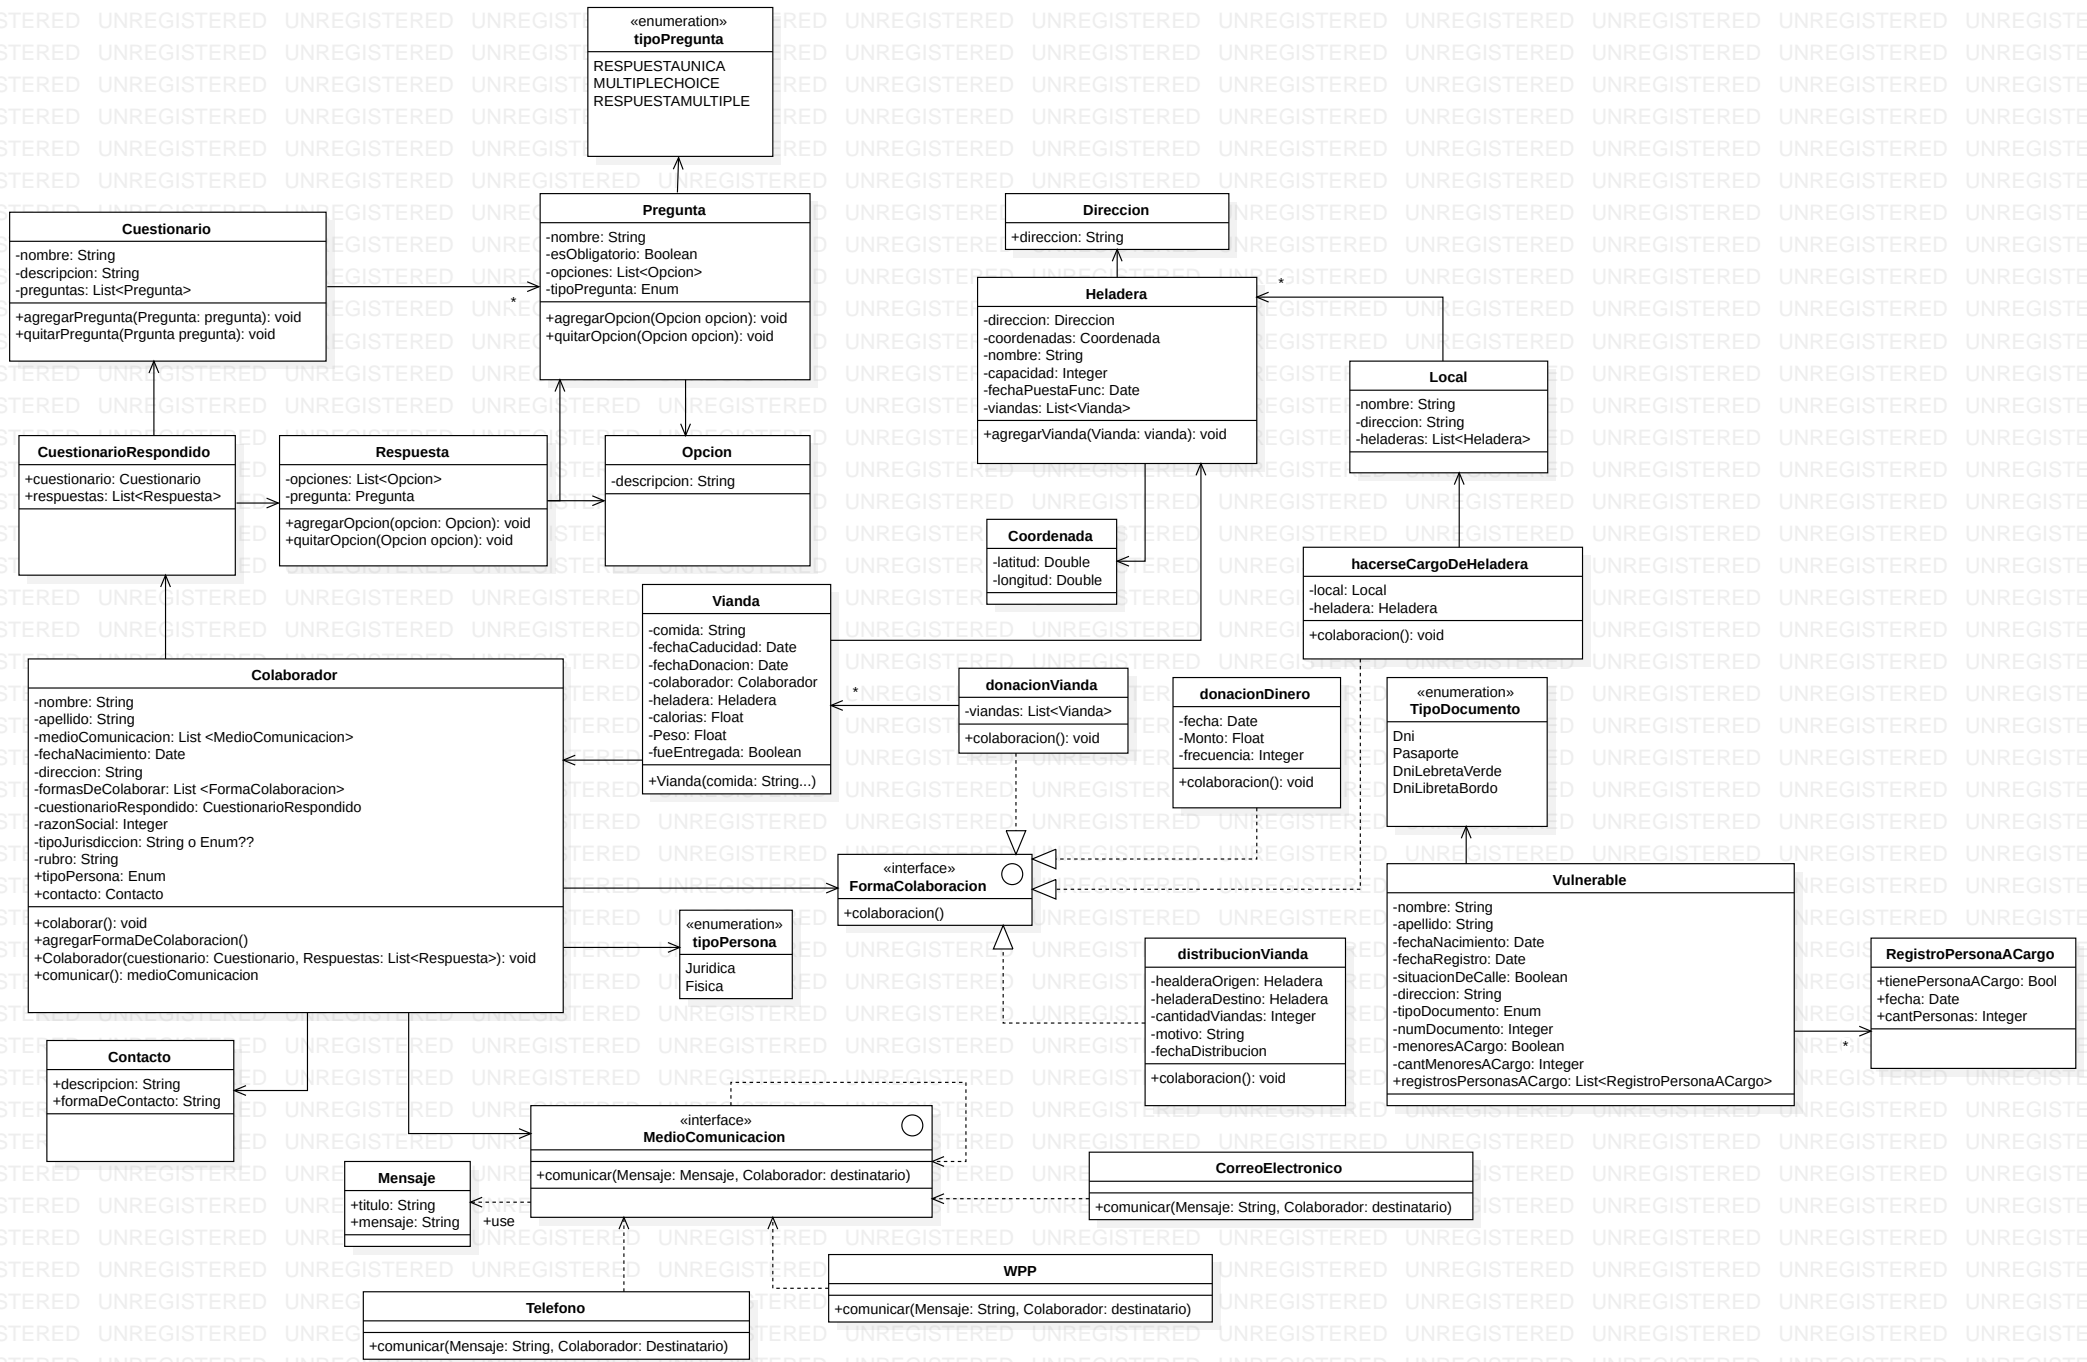 «enumeration»
tipoPregunta
RESPUESTAUNICA
MULTIPLECHOICE
RESPUESTAMULTIPLE
Cuestionario
-nombre: String
-descripcion: String
-preguntas: List<Pregunta>
+agregarPregunta(Pregunta: pregunta): void
+quitarPregunta(Prgunta pregunta): void
*
Pregunta
-nombre: String
-esObligatorio: Boolean
-opciones: List<Opcion>
-tipoPregunta: Enum
+agregarOpcion(Opcion opcion): void
+quitarOpcion(Opcion opcion): void
Direccion
+direccion: String
Heladera
-direccion: Direccion
-coordenadas: Coordenada
-nombre: String
-capacidad: Integer
-fechaPuestaFunc: Date
-viandas: List<Vianda>
+agregarVianda(Vianda: vianda): void
*
Local
-nombre: String
-direccion: String
-heladeras: List<Heladera>
CuestionarioRespondido
+cuestionario: Cuestionario
+respuestas: List<Respuesta>
Respuesta
-opciones: List<Opcion>
-pregunta: Pregunta
+agregarOpcion(opcion: Opcion): void
+quitarOpcion(Opcion opcion): void
Opcion
-descripcion: String
Coordenada
-latitud: Double
-longitud: Double
hacerseCargoDeHeladera
-local: Local
-heladera: Heladera
+colaboracion(): void
Vianda
-comida: String
-fechaCaducidad: Date
-fechaDonacion: Date
-colaborador: Colaborador
-heladera: Heladera
-calorias: Float
-Peso: Float
-fueEntregada: Boolean
+Vianda(comida: String...)
*
donacionVianda
-viandas: List<Vianda>
+colaboracion(): void
donacionDinero
-fecha: Date
-Monto: Float
-frecuencia: Integer
+colaboracion(): void
«enumeration»
TipoDocumento
Dni
Pasaporte
DniLebretaVerde
DniLibretaBordo
Colaborador
-nombre: String
-apellido: String
-medioComunicacion: List <MedioComunicacion>
-fechaNacimiento: Date
-direccion: String
-formasDeColaborar: List <FormaColaboracion>
-cuestionarioRespondido: CuestionarioRespondido
-razonSocial: Integer
-tipoJurisdiccion: String o Enum??
-rubro: String
+tipoPersona: Enum
+contacto: Contacto
+colaborar(): void
+agregarFormaDeColaboracion()
+Colaborador(cuestionario: Cuestionario, Respuestas: List<Respuesta>): void
+comunicar(): medioComunicacion
«interface»
FormaColaboracion
+colaboracion()
«enumeration»
tipoPersona
Juridica
Fisica
distribucionVianda
-healderaOrigen: Heladera
-heladeraDestino: Heladera
-cantidadViandas: Integer
-motivo: String
-fechaDistribucion
+colaboracion(): void
Vulnerable
-nombre: String
-apellido: String
-fechaNacimiento: Date
-fechaRegistro: Date
-situacionDeCalle: Boolean
-direccion: String
-tipoDocumento: Enum
-numDocumento: Integer
-menoresACargo: Boolean
-cantMenoresACargo: Integer
+registrosPersonasACargo: List<RegistroPersonaACargo>
*
RegistroPersonaACargo
+tienePersonaACargo: Bool
+fecha: Date
+cantPersonas: Integer
Contacto
+descripcion: String
+formaDeContacto: String
«interface»
MedioComunicacion
+comunicar(Mensaje: Mensaje, Colaborador: destinatario)
Mensaje
+titulo: String
+mensaje: String
+use
CorreoElectronico
+comunicar(Mensaje: String, Colaborador: destinatario)
WPP
+comunicar(Mensaje: String, Colaborador: destinatario)
Telefono
+comunicar(Mensaje: String, Colaborador: Destinatario)
UNREGISTERED